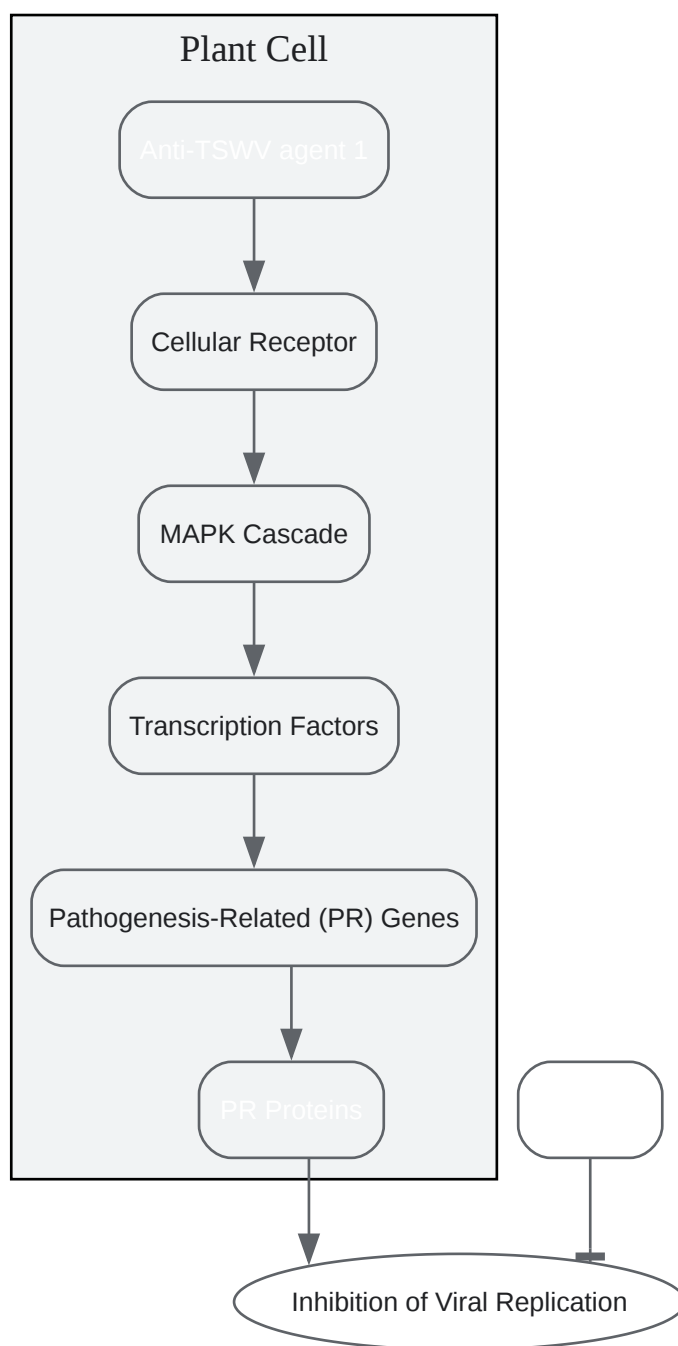 Plant Cell
Anti-TSWV agent 1
Cellular Receptor
MAPK Cascade
Transcription Factors
Pathogenesis-Related (PR) Genes
PR Proteins
Inhibition of Viral Replication